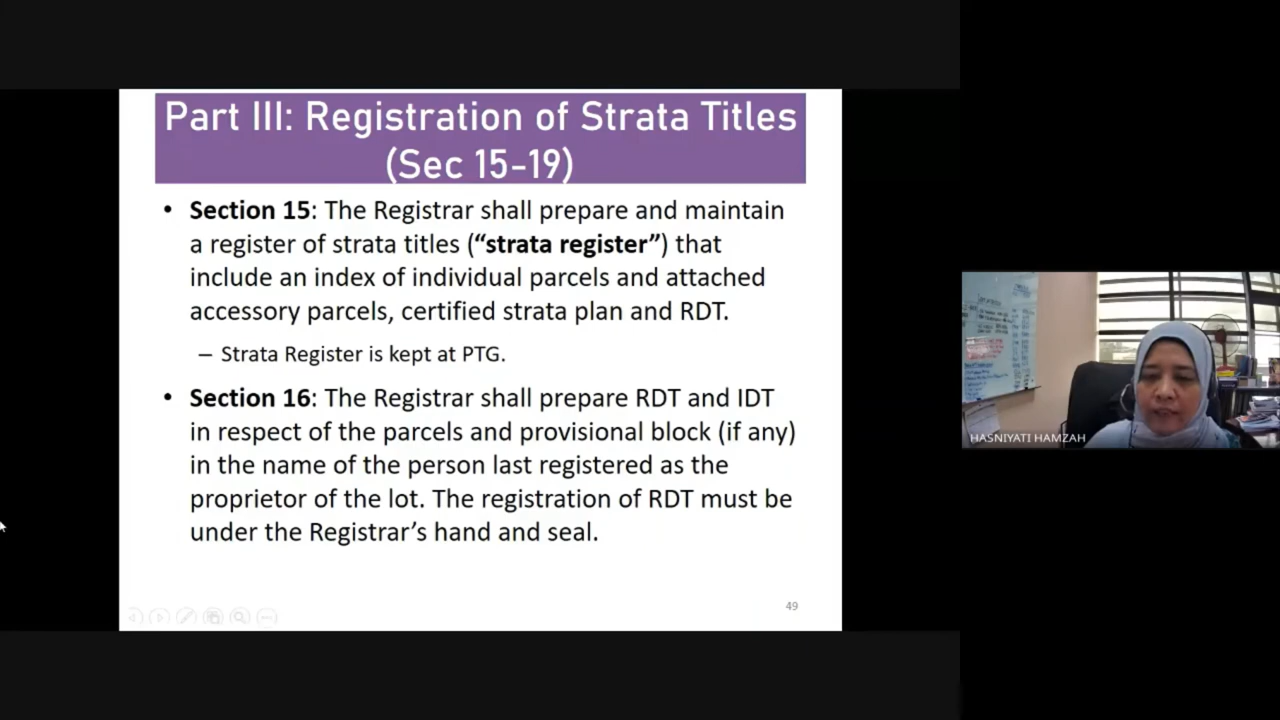 Part III: Registration of Strata Titles
(Sec 15-19)
• Section 15: The Registrar shall prepare and maintain
a register of strata titles (“strata register”) that
include an index of individual parcels and attached
accessory parcels, certified strata plan and RDT.
– Strata Register is kept at PTG.
• Section 16: The Registrar shall prepare RDT and IDT
in respect of the parcels and provisional block (if any)
in the name of the person last registered as the
proprietor of the lot. The registration of RDT must be
under the Registrar’s hand and seal.
49
HASNIYATI HAMZAH